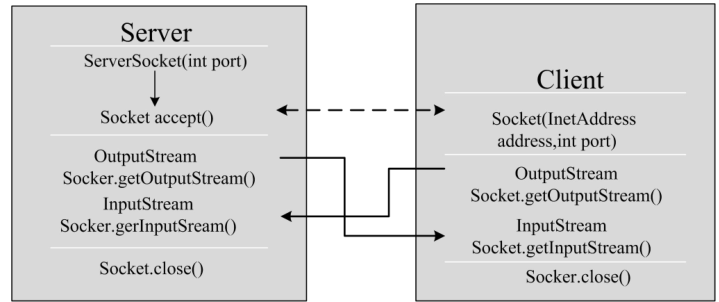 Server
ServerSocket(int port)
Socket accept()
OutputStream
Socker.getOutputStream()
InputStream
Socker.gerInputSream()
Socket.close()
Client
Socket(InetAddress
address,int port)
OutputStream
Socket.getOutputStream()
InputStream
Socket.getInputStream()
Socker.close()